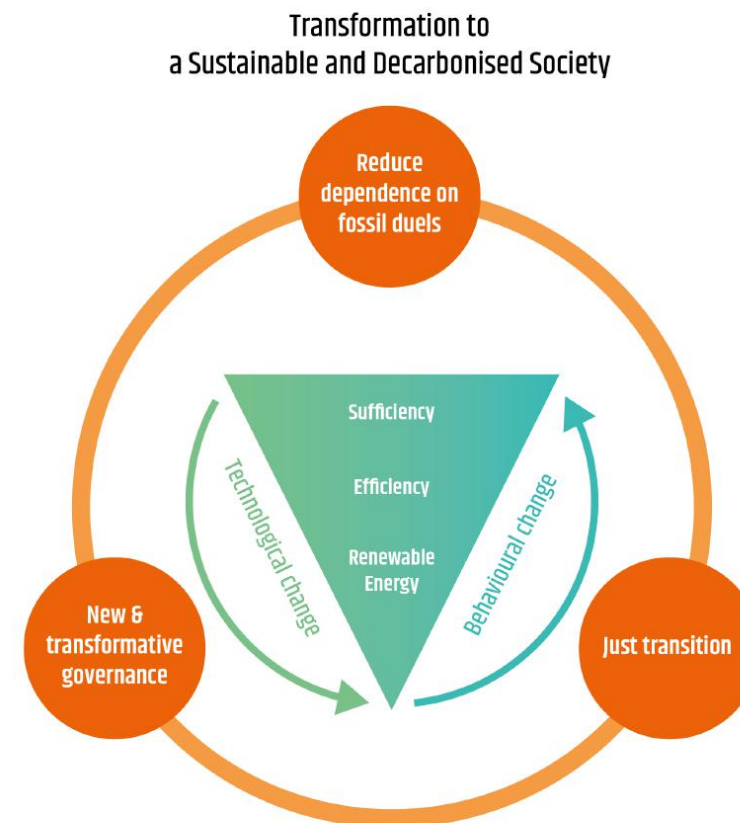 Transformation to
a Sustainable and Decarbonised Society
Reduce
dependence on
fossil duels
Sufficiency
Efficiency
Renewable
Energy
Technological change
Behavioural change
New &
transformative
governance
Just transition